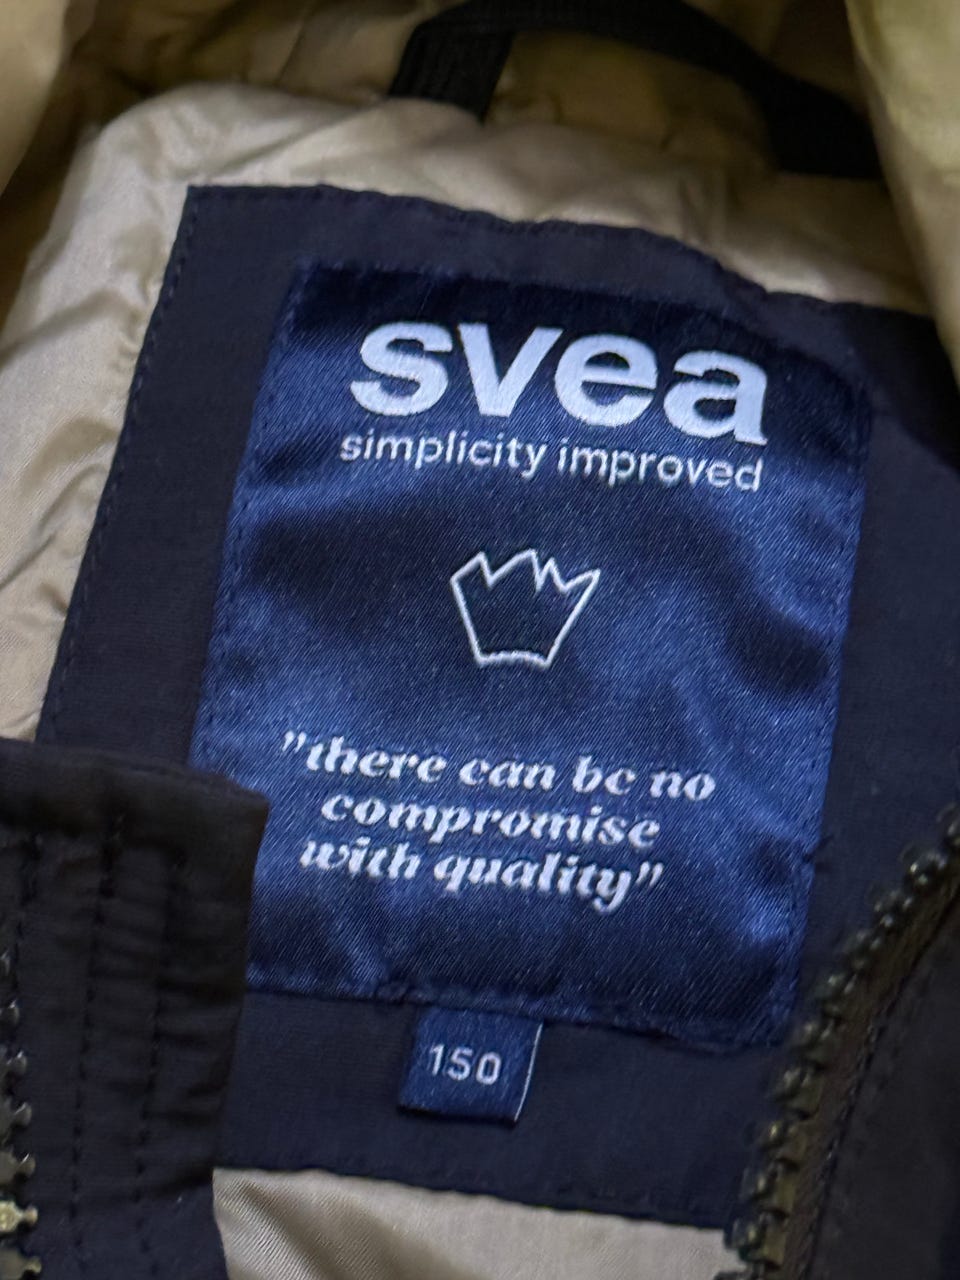 svea
simplicity improved
"there can be no
compromise
with quality"
150